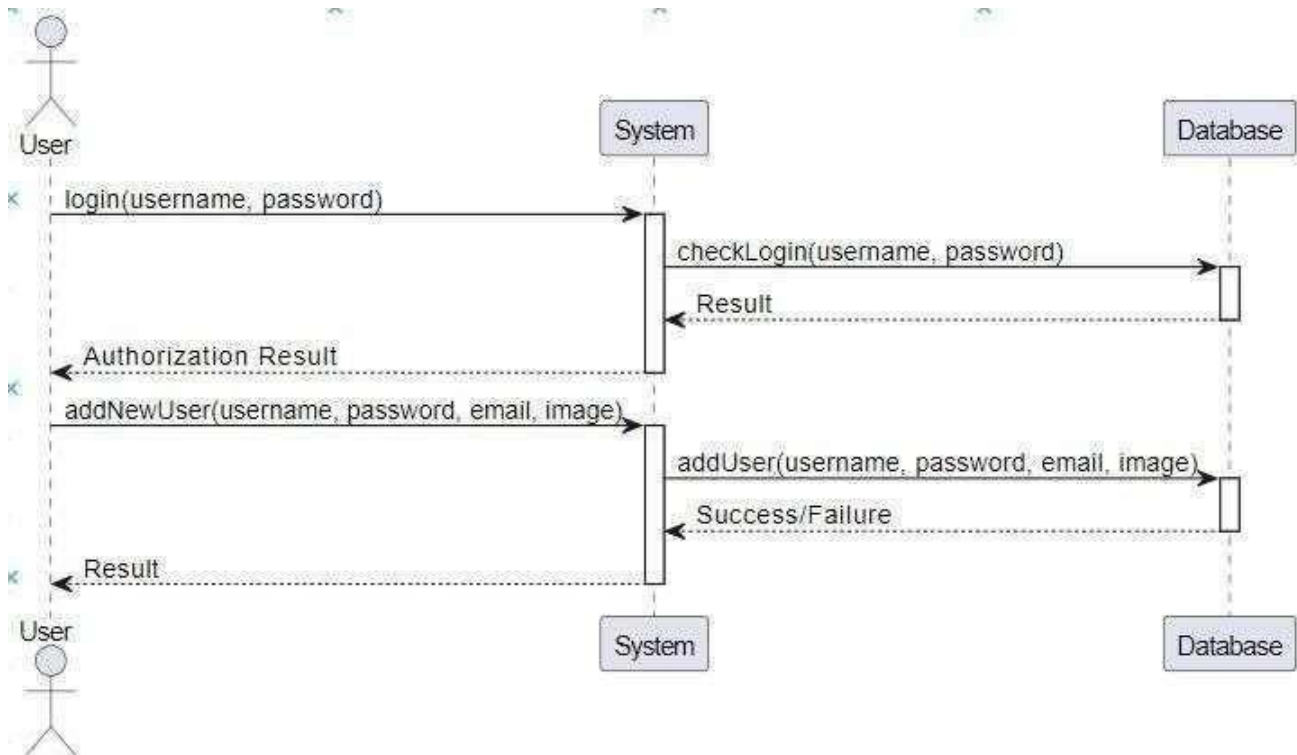 User
System
Database
login(username, password)
checkLogin(username, password)
Result
Authorization Result
addNewUser(username, password, email, image)
addUser(username, password, email, image)
Success/Failure
Result
User
System
Database